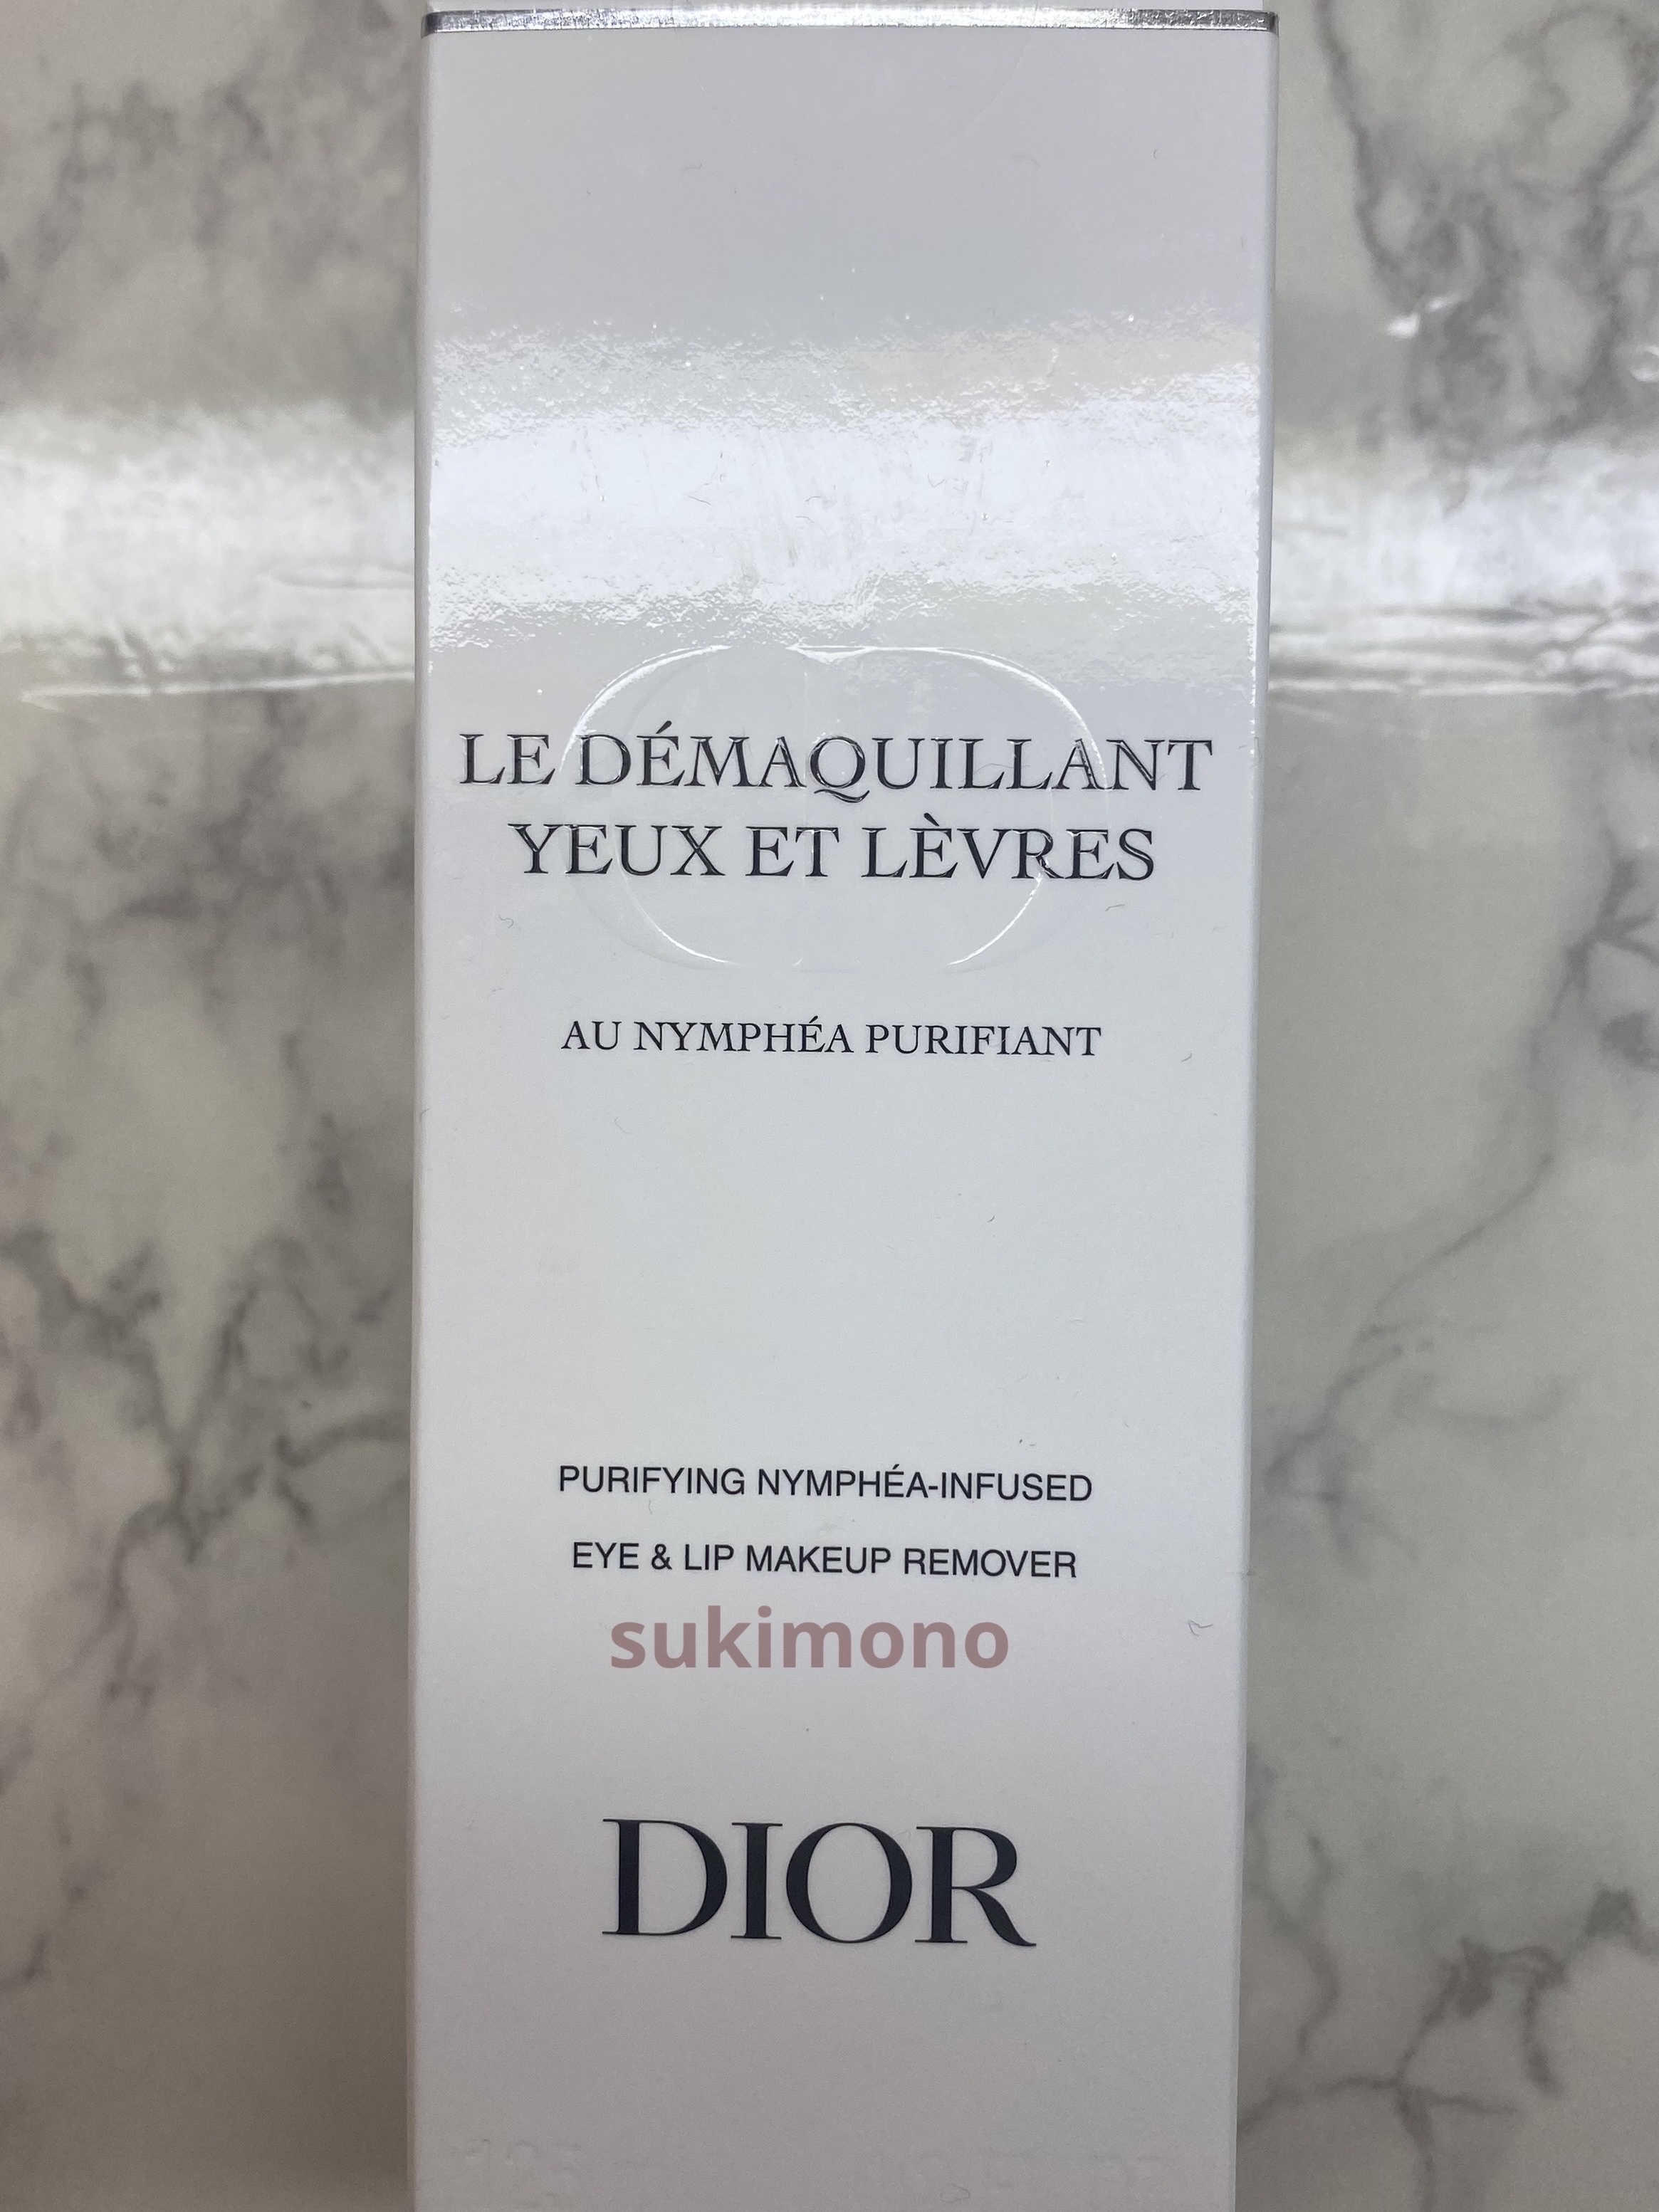 LE DÉMAQUILLANT
YEUX ET LÈVRES
AU NYMPHÉA PURIFIANT
PURIFYING NYMPHÉA-INFUSED
EYE & LIP MAKEUP REMOVER
sukimono
DIOR